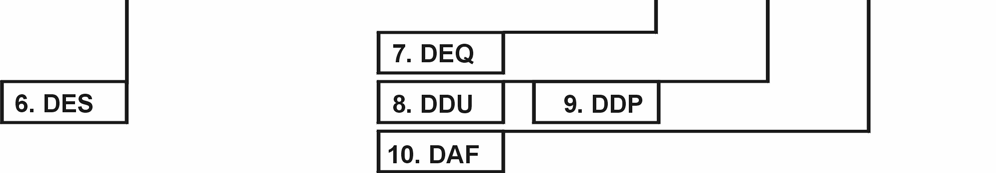 7. DEQ
6. DES
8. DDU
9. DDP
10. DAF